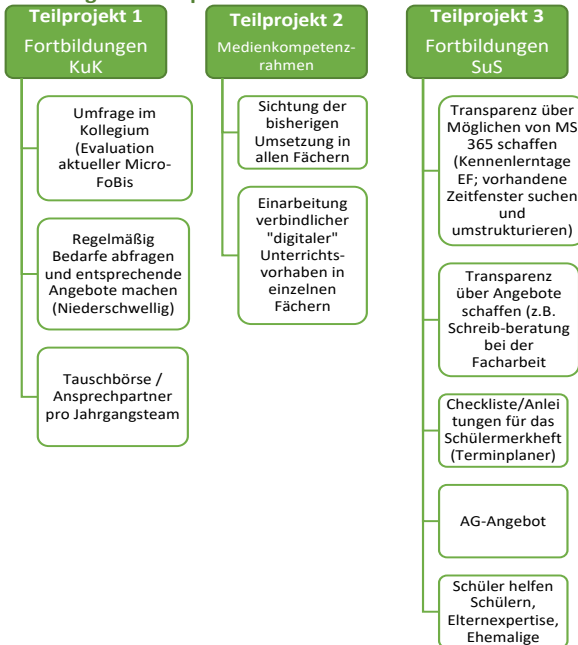 Teilprojekt 1
Fortbildungen
KuK
Umfrage im
Kollegium
(Evaluation
aktueller Micro-
FoBis
Regelmäßig
Bedarfe abfragen
und entsprechende
Angebote machen
(Niederschwellig)
Tauschbörse /
Ansprechpartner
pro Jahrgangsteam
Teilprojekt 2
Medienkompetenz-
rahmen
Sichtung der
bisherigen
Umsetzung in
allen Fächern
Einarbeitung
verbindlicher
"digitaler"
Unterrichts-
vorhaben in
einzelnen
Fächern
Teilprojekt 3
Fortbildungen
SuS
Transparenz über
Möglichen von MS
365 schaffen
(Kennenlerntage
EF; vorhandene
Zeitfenster suchen
und
umstrukturieren)
Transparenz
über Angebote
schaffen (z.B.
Schreib-beratung
bei der
Facharbeit
Checkliste/Anlei
tungen für das
Schülermerkheft
(Terminplaner)
AG-Angebot
Schüler helfen
Schülern,
Elternexpertise,
Ehemalige